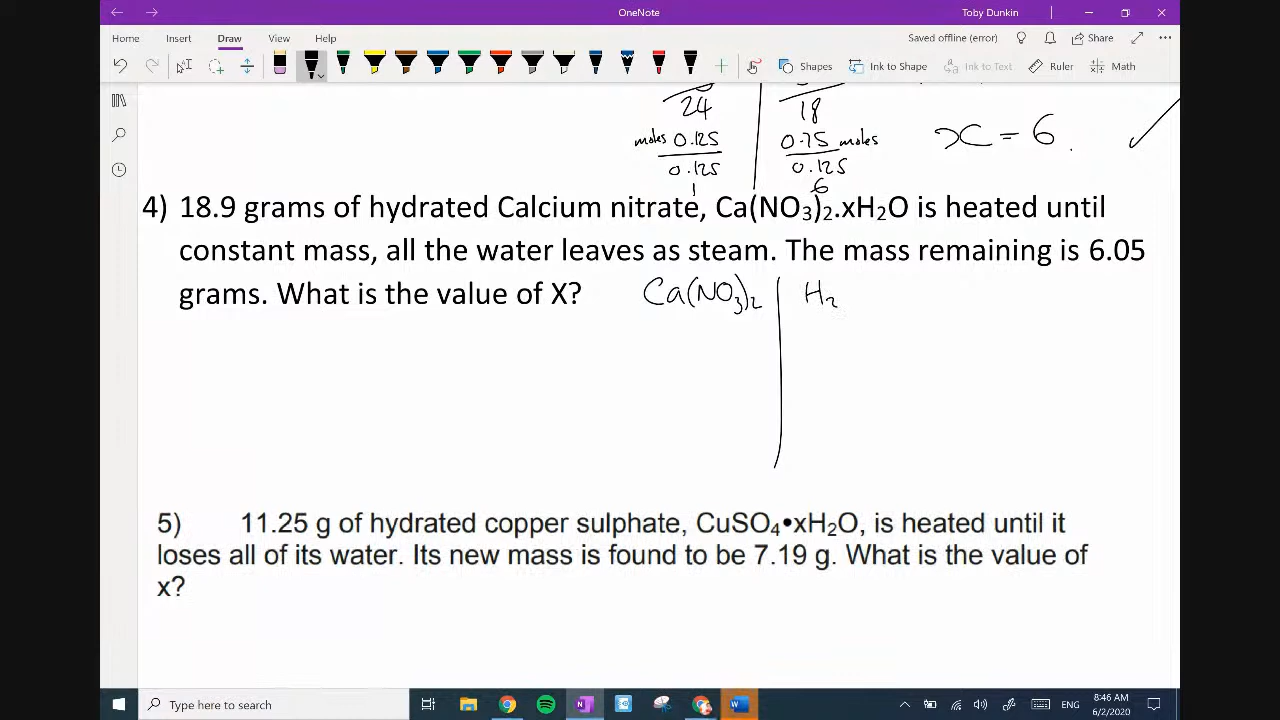 OneNote
Toby Dunkin
Home Insert Draw View Help
Saved offline (error) Share
Shapes Ink to Shape Ink to Text Ruler Math
24 18
moles 0.125 0.75 moles x = 6.
0.125 0.125
1 6
4) 18.9 grams of hydrated Calcium nitrate, Ca(NO₃)₂.xH₂O is heated until
constant mass, all the water leaves as steam. The mass remaining is 6.05
grams. What is the value of X? Ca(NO₃)₂ H₂
5) 11.25 g of hydrated copper sulphate, CuSO₄•xH₂O, is heated until it
loses all of its water. Its new mass is found to be 7.19 g. What is the value of
x?
Type here to search
ENG
8:46 AM
6/2/2020